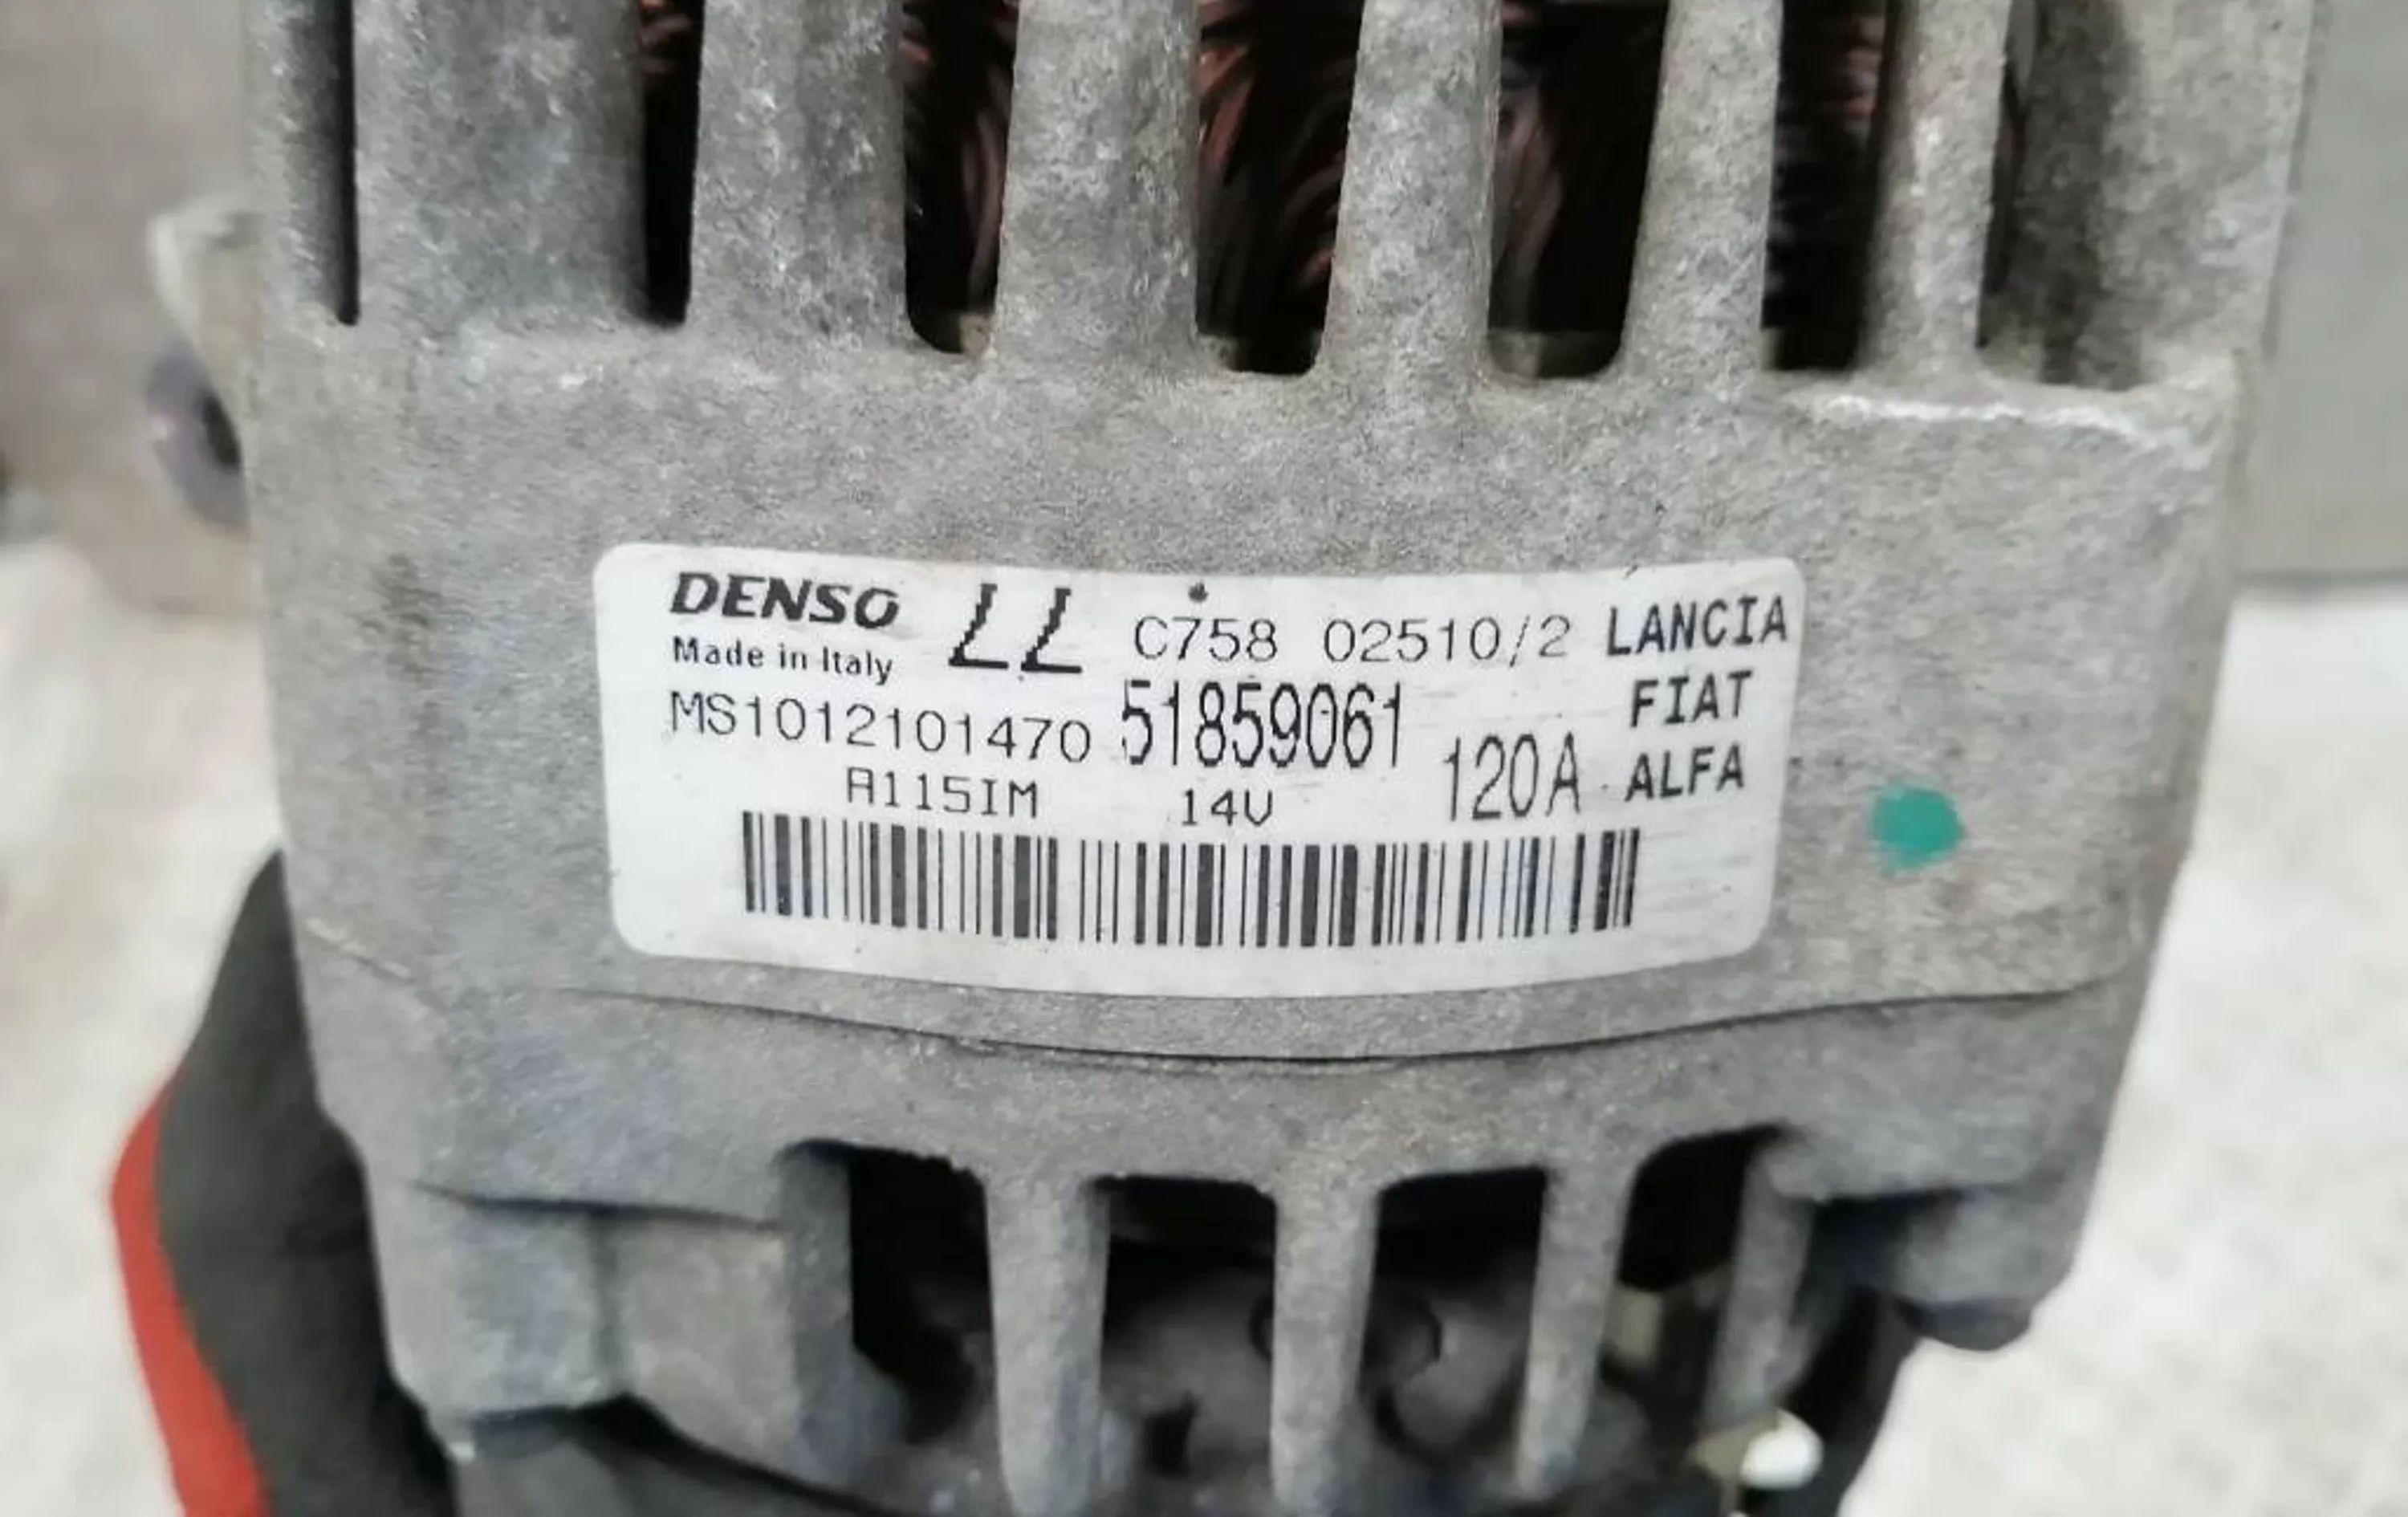 DENSO LL C758 02510/2 LANCIA
Made in Italy
MS1012101470 51859061 FIAT
A115IM 14V 120A ALFA